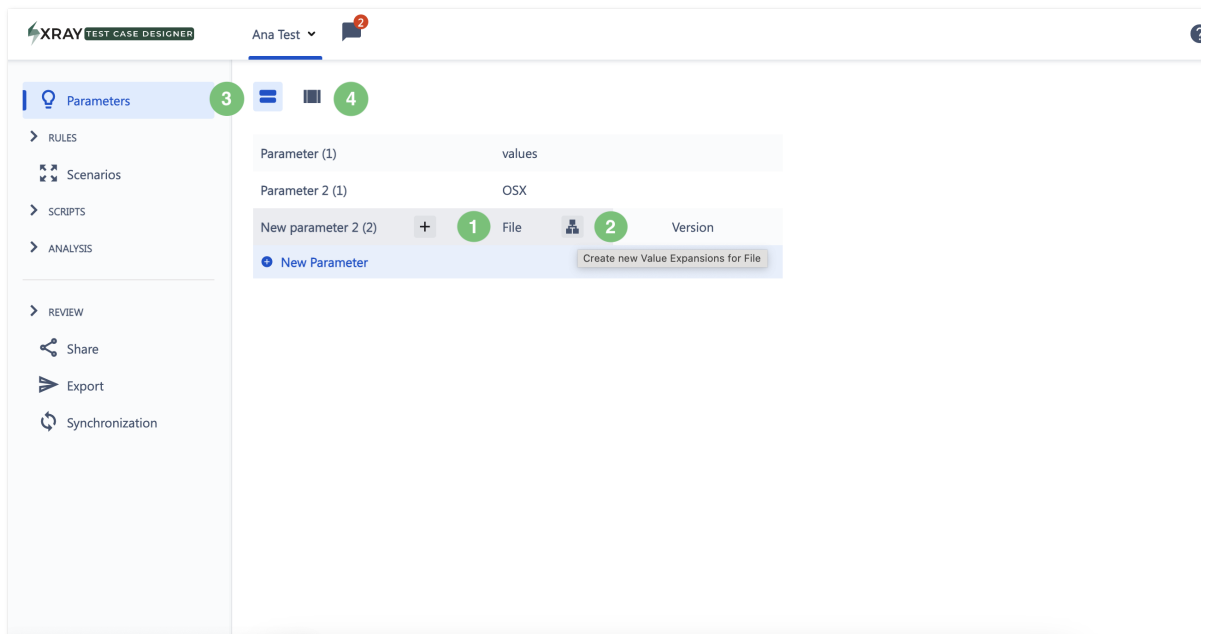 XRAY TEST CASE DESIGNER
Ana Test
2
?
Parameters
3
4
RULES
Parameter (1) values
Scenarios
Parameter 2 (1) OSX
SCRIPTS
New parameter 2 (2) + 1 File 2 Version
ANALYSIS
New Parameter
Create new Value Expansions for File
REVIEW
Share
Export
Synchronization